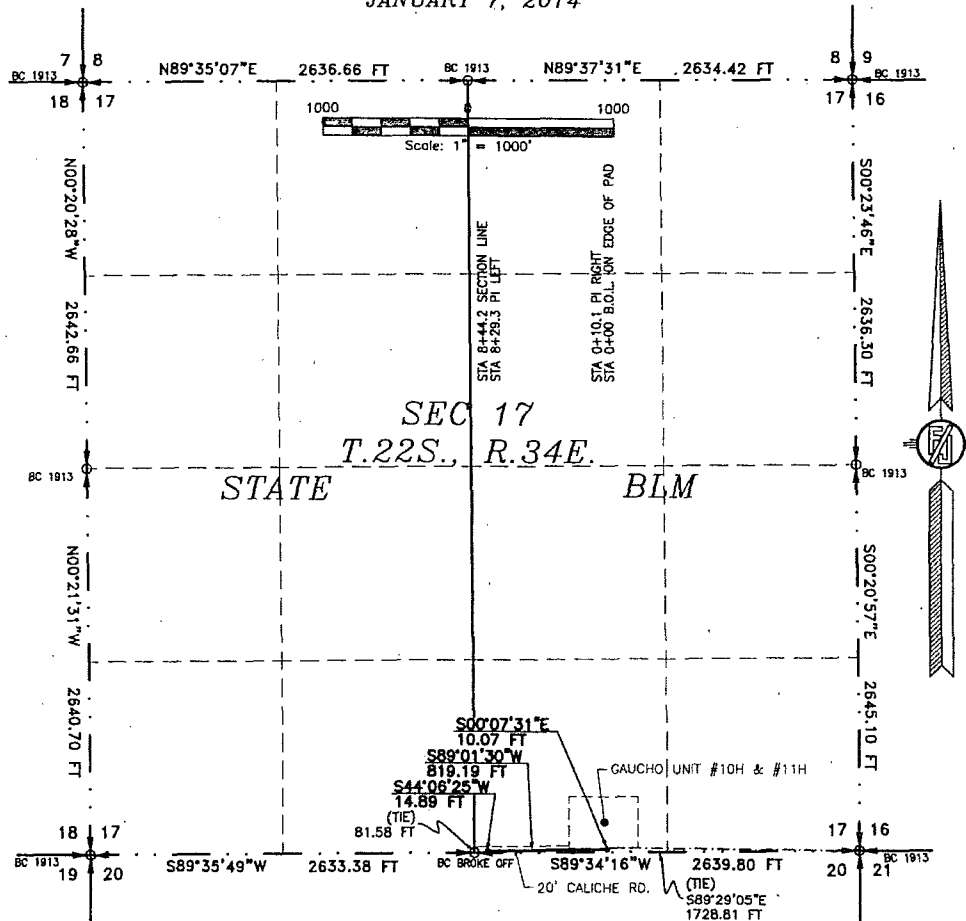 JANUARY 7, 2014
7 8
8 9
BC 1913
N89°35'07"E 2636.66 FT
BC 1913
N89°37'31"E 2634.42 FT
BC 1913
18 17
17 16
1000 0 1000
Scale: 1" = 1000'
N00°20'28"W 2642.66 FT
STA 8+44.2 SECTION LINE
STA 8+29.3 PI LEFT
STA 0+10.1 PI RIGHT
STA 0+00 B.O.L. ON EDGE OF PAD
S00°23'46"E 2636.30 FT
SEC 17
T.22S., R.34E.
BC 1913
BC 1913
STATE
BLM
N00°21'31"W 2640.70 FT
S00°20'57"E 2645.10 FT
S00°07'31"E
10.07 FT
S89°01'30"W
819.19 FT
GAUCHO UNIT #10H & #11H
S44°06'25"W
14.89 FT
(TIE)
81.58 FT
18 17
17 16
BC 1913
S89°35'49"W 2633.38 FT
BC BROKE OFF
S89°34'16"W 2639.80 FT
BC 1913
19 20
20 21
20' CALICHE RD.
(TIE)
S89°29'05"E
1728.81 FT